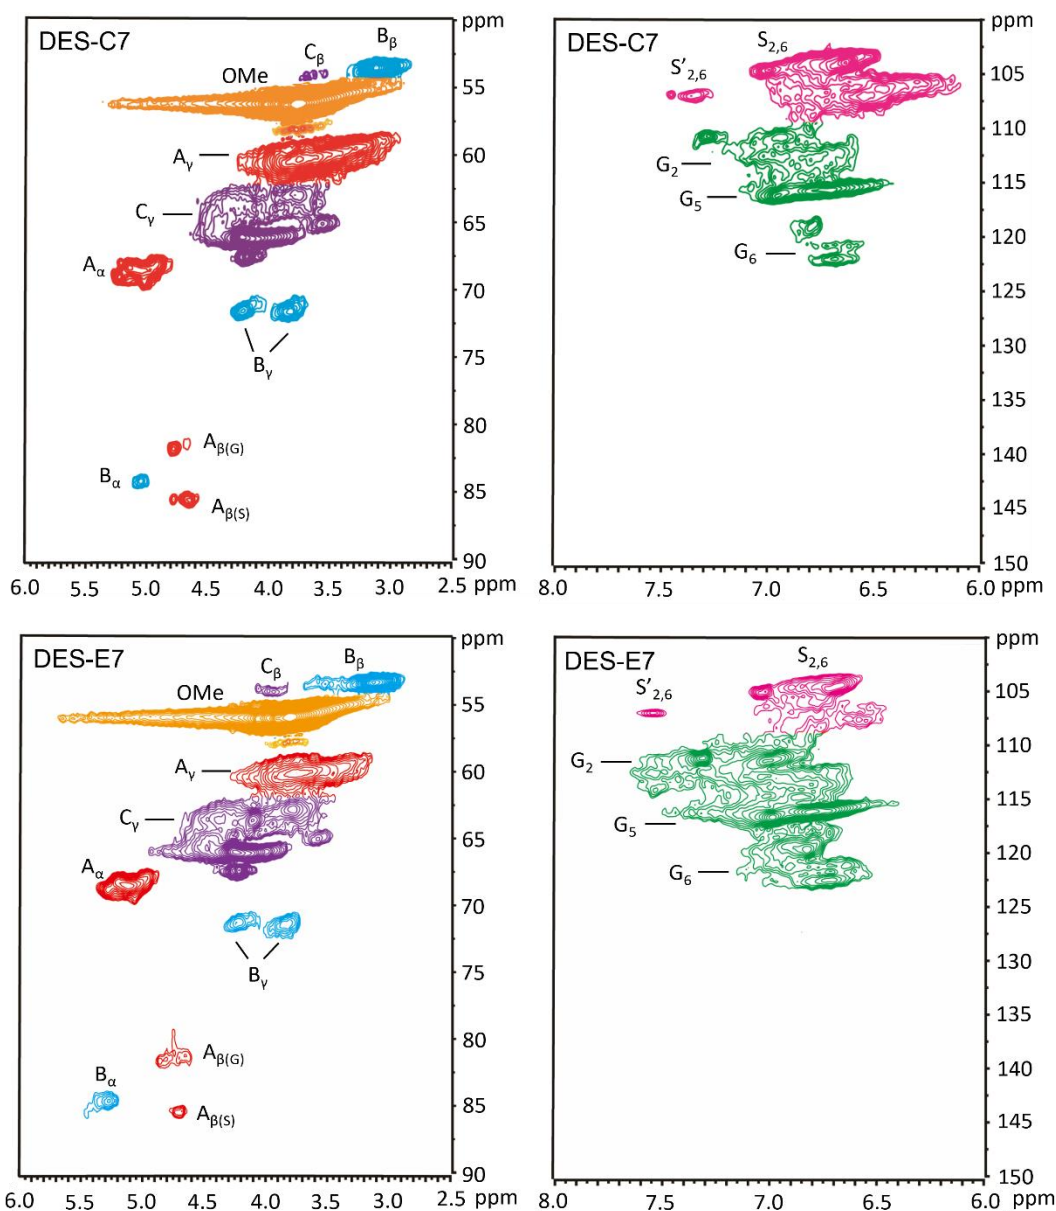 DES-C7
ppm
OMe
Cβ
Bβ
55
Aγ
60
Cγ
65
Aα
70
Bγ
75
Aβ(G)
80
Bα
Aβ(S)
85
90
6.0 5.5 5.0 4.5 4.0 3.5 3.0 2.5 ppm
DES-C7
ppm
S2,6
S’2,6
105
110
G2
G5
115
120
G6
125
130
135
140
145
150
8.0 7.5 7.0 6.5 6.0 ppm
DES-E7
ppm
Cβ
Bβ
OMe
55
Aγ
60
Cγ
65
Aα
70
Bγ
75
80
Aβ(G)
Bα
85
Aβ(S)
90
6.0 5.5 5.0 4.5 4.0 3.5 3.0 2.5 ppm
DES-E7
ppm
S2,6
S’2,6
105
110
G2
115
G5
120
G6
125
130
135
140
145
150
7.5 7.0 6.5 6.0 ppm